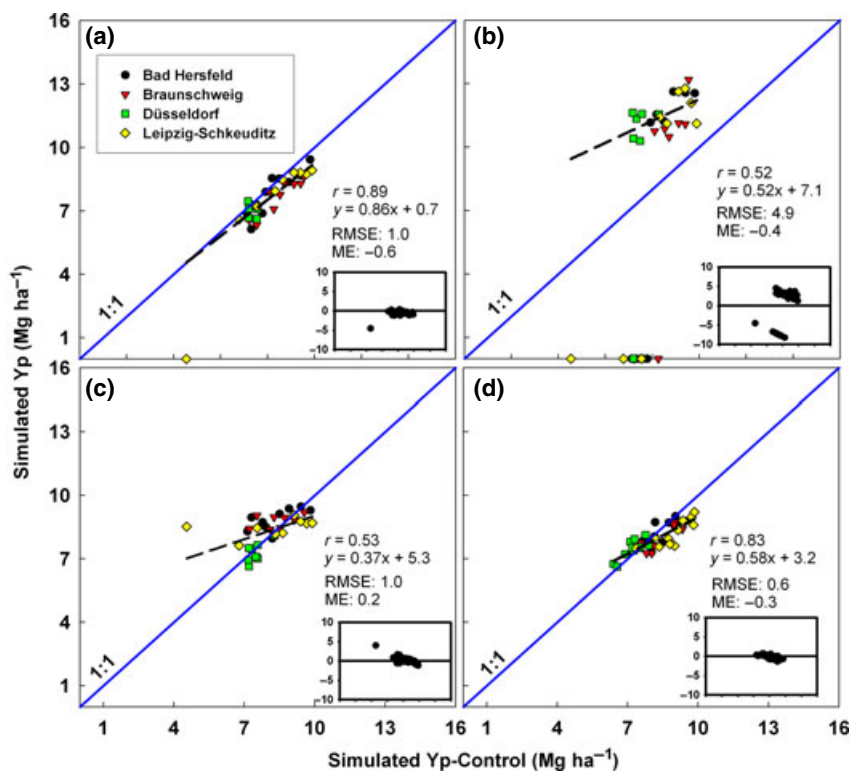 Simulated Yp (Mg ha⁻¹)
16
13
10
7
4
1
(a)
Bad Hersfeld
Braunschweig
Düsseldorf
Leipzig-Schkeuditz
r = 0.89
y = 0.86x + 0.7
RMSE: 1.0
ME: –0.6
1:1
10
5
0
–5
–10
(b)
r = 0.52
y = 0.52x + 7.1
RMSE: 4.9
ME: –0.4
1:1
10
5
0
–5
–10
16
13
10
7
4
1
(c)
r = 0.53
y = 0.37x + 5.3
RMSE: 1.0
ME: 0.2
1:1
10
5
0
–5
–10
(d)
r = 0.83
y = 0.58x + 3.2
RMSE: 0.6
ME: –0.3
1:1
10
5
0
–5
–10
1 4 7 10 13 16
1 4 7 10 13 16
Simulated Yp-Control (Mg ha⁻¹)